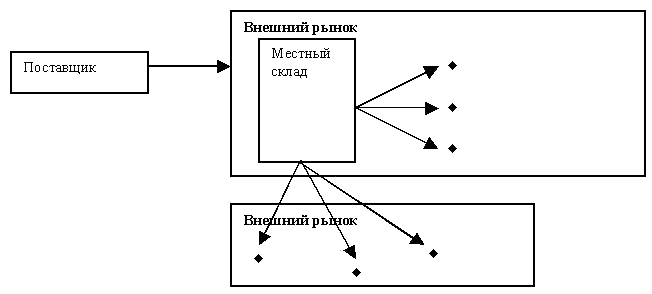 Внешний рынок
Местный
склад
Поставщик
Внешний рынок